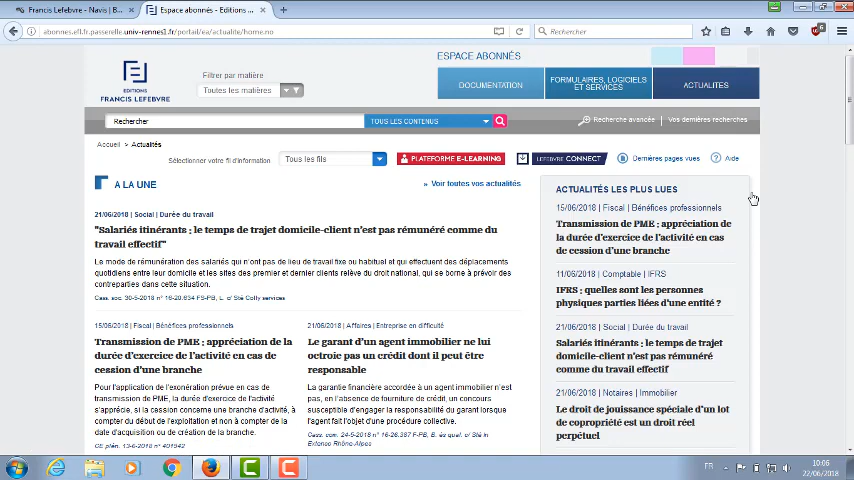 Francis Lefebvre - Navis | B...
Espace abonnés - Editions
abonnes.efl.fr.passerelle.univ-rennes1.fr/portail/ea/actualite/home.no
Rechercher
6
EDITIONS
FRANCIS LEFEBVRE
Filtrer par matière
Toutes les matières
ESPACE ABONNÉS
DOCUMENTATION
FORMULAIRES, LOGICIELS
ET SERVICES
ACTUALITÉS
Rechercher
TOUS LES CONTENUS
Recherche avancée
Vos dernières recherches
Accueil > Actualités
Sélectionner votre fil d'information
Tous les fils
PLATEFORME E-LEARNING
LEFEBVRE CONNECT
Dernières pages vues
Aide
A LA UNE
» Voir toutes vos actualités
21/06/2018 | Social | Durée du travail
"Salariés itinérants : le temps de trajet domicile-client n'est pas rémunéré comme du
travail effectif"
Le mode de rémunération des salariés qui n'ont pas de lieu de travail fixe ou habituel et qui effectuent des déplacements
quotidiens entre leur domicile et les sites des premier et dernier clients relève du droit national, qui se borne à prévoir des
contreparties dans cette situation.
Cass. soc. 30-5-2018 n° 16-20.634 FS-PB, L. c/ Sté Colly services
15/06/2018 | Fiscal | Bénéfices professionnels
Transmission de PME : appréciation de la
durée d'exercice de l'activité en cas de
cession d'une branche
Pour l'application de l'exonération prévue en cas de
transmission de PME, la durée d'exercice de l'activité
s'apprécie, si la cession concerne une branche d'activité, à
compter du début de l'exploitation et non à compter de la
date d'acquisition ou de création de la branche.
CE plén. 13-6-2018 n° 401942
21/06/2018 | Affaires | Entreprise en difficulté
Le garant d'un agent immobilier ne lui
octroie pas un crédit dont il peut être
responsable
La garantie financière accordée à un agent immobilier n'est
pas, en l'absence de fourniture de crédit, un concours
susceptible d'engager la responsabilité du garant lorsque
l'agent fait l'objet d'une procédure collective.
Cass. com. 24-5-2018 n° 16-26.387 F-PB, B. ès qual. c/ Sté In
Extenso Rhône-Alpes
ACTUALITÉS LES PLUS LUES
15/06/2018 | Fiscal | Bénéfices professionnels
Transmission de PME : appréciation de
la durée d'exercice de l'activité en cas
de cession d'une branche
11/06/2018 | Comptable | IFRS
IFRS : quelles sont les personnes
physiques parties liées d'une entité ?
21/06/2018 | Social | Durée du travail
Salariés itinérants : le temps de trajet
domicile-client n'est pas rémunéré
comme du travail effectif
21/06/2018 | Notaires | Immobilier
Le droit de jouissance spéciale d'un lot
de copropriété est un droit réel
perpétuel
FR
10:06
22/06/2018